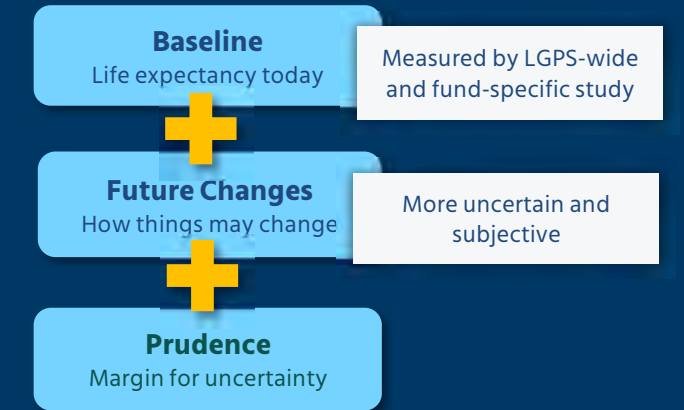 Baseline
Life expectancy today
Measured by LGPS-wide
and fund-specific study
Future Changes
How things may change
More uncertain and
subjective
Prudence
Margin for uncertainty